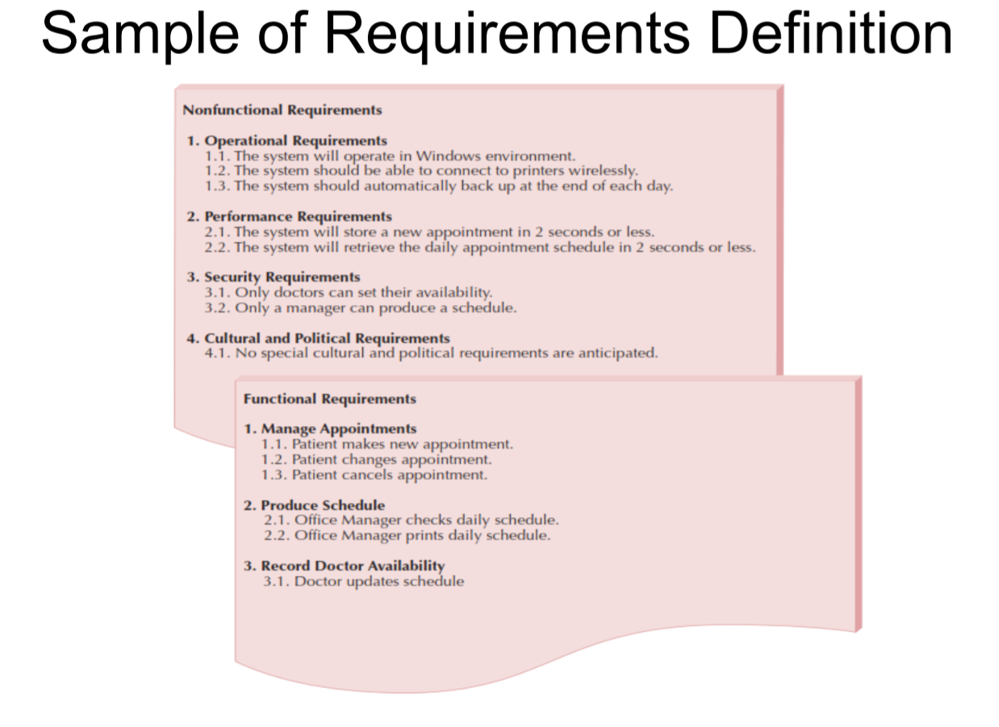 Sample of Requirements Definition
Nonfunctional Requirements
1. Operational Requirements
1.1. The system will operate in Windows environment.
1.2. The system should be able to connect to printers wirelessly.
1.3. The system should automatically back up at the end of each day.
2. Performance Requirements
2.1. The system will store a new appointment in 2 seconds or less.
2.2. The system will retrieve the daily appointment schedule in 2 seconds or less.
3. Security Requirements
3.1. Only doctors can set their availability.
3.2. Only a manager can produce a schedule.
4. Cultural and Political Requirements
4.1. No special cultural and political requirements are anticipated.
Functional Requirements
1. Manage Appointments
1.1. Patient makes new appointment.
1.2. Patient changes appointment.
1.3. Patient cancels appointment.
2. Produce Schedule
2.1. Office Manager checks daily schedule.
2.2. Office Manager prints daily schedule.
3. Record Doctor Availability
3.1. Doctor updates schedule